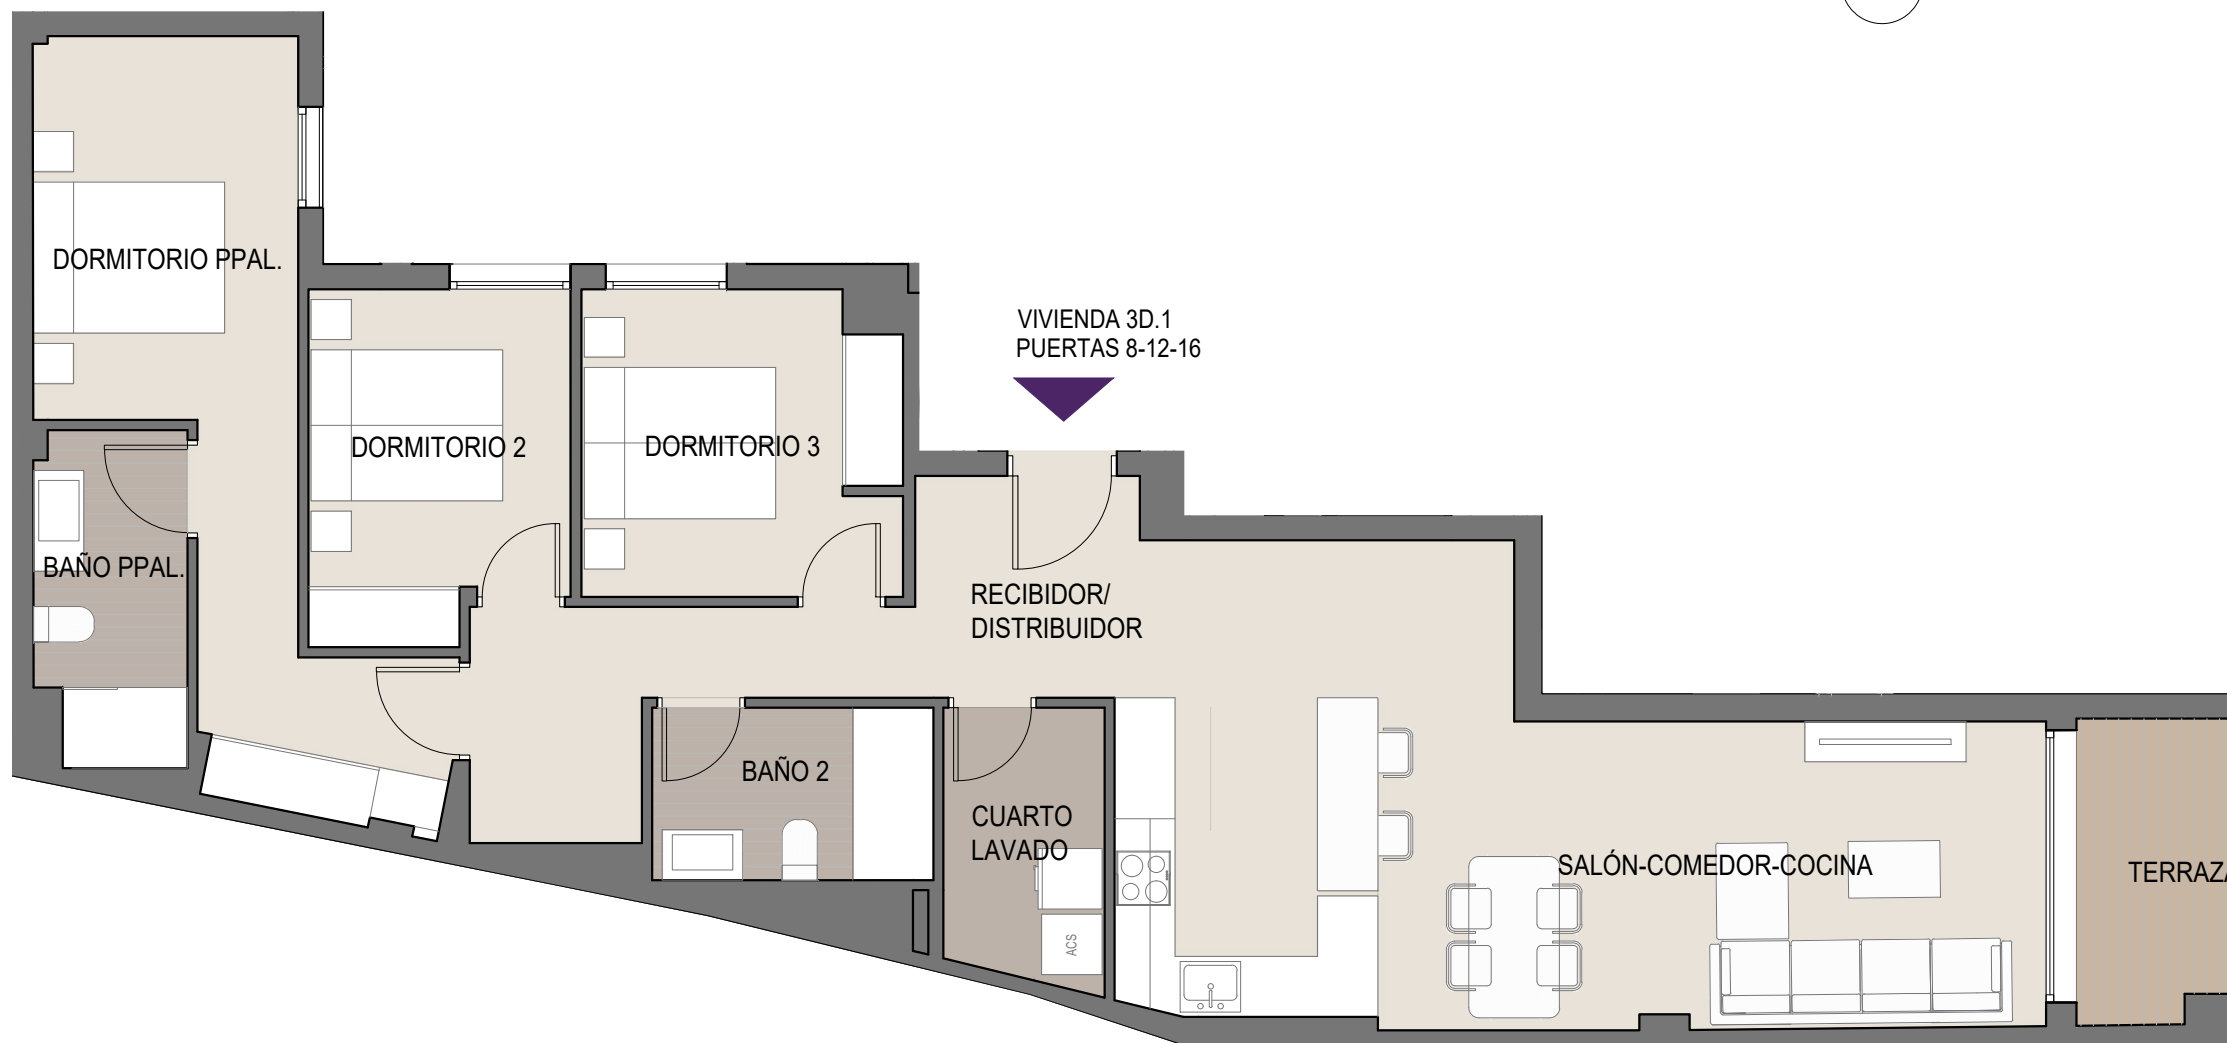 DORMITORIO PPAL.
VIVIENDA 3D.1
PUERTAS 8-12-16
DORMITORIO 2
DORMITORIO 3
BAÑO PPAL.
RECIBIDOR/
DISTRIBUIDOR
BAÑO 2
CUARTO
LAVADO
SALÓN-COMEDOR-COCINA
TERRAZA
ACS